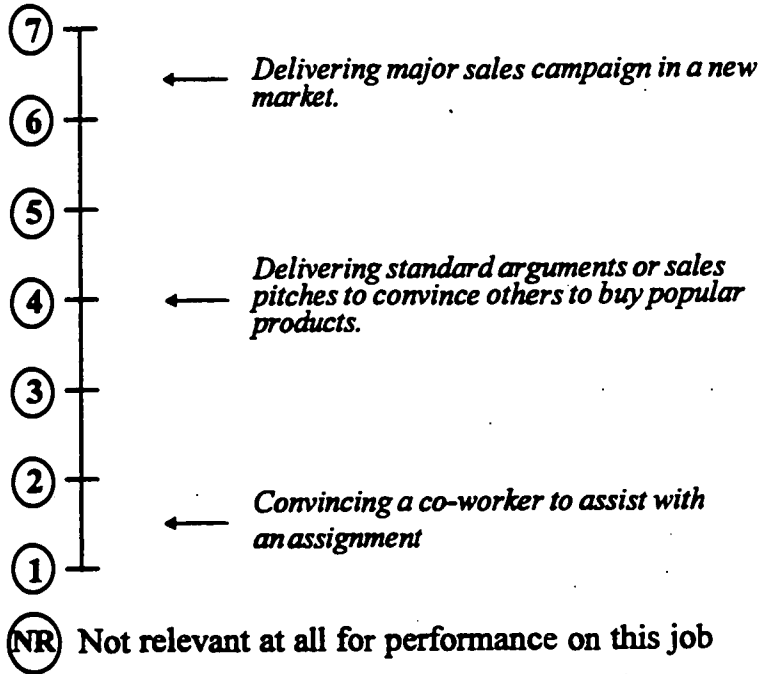 7
Delivering major sales campaign in a new
market.
6
5
Delivering standard arguments or sales
4 pitches to convince others to buy popular
products.
3
2
Convincing a co-worker to assist with
an assignment
1
NR Not relevant at all for performance on this job